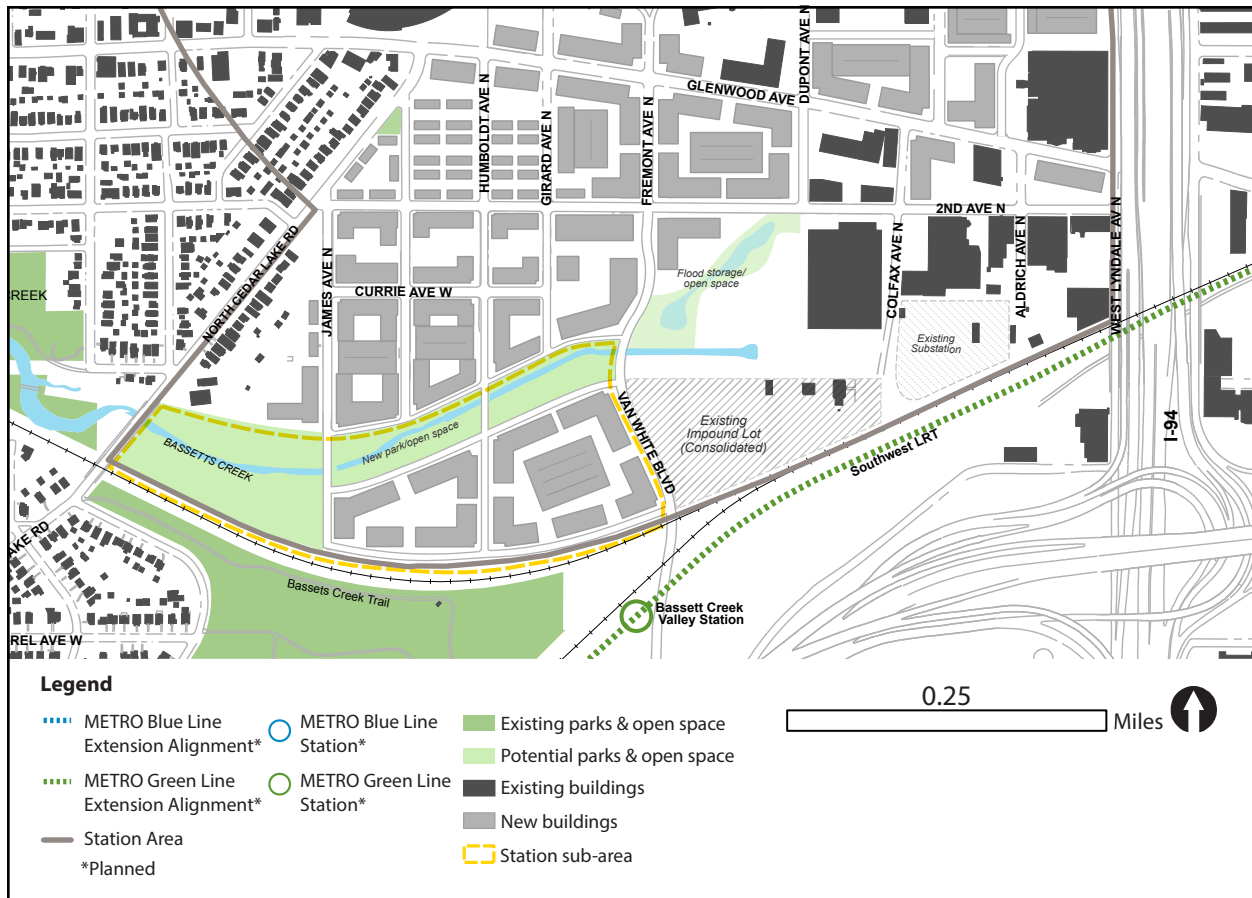 DUPONT AVE N
GLENWOOD AVE
HUMBOLDT AVE N
GIRARD AVE N
FREMONT AVE N
2ND AVE N
NORTH CEDAR LAKE RD
JAMES AVE N
CURRIE AVE W
Flood storage/
open space
COLFAX AVE N
ALDRICH AVE N
WEST LYNDALE AV N
CREEK
Existing
Substation
I-94
BASSETTS CREEK
New park/open space
VAN WHITE BLVD
Existing
Impound Lot
(Consolidated)
Southwest LRT
AKE RD
Bassets Creek Trail
REL AVE W
Bassett Creek
Valley Station
Legend
METRO Blue Line
Extension Alignment*
METRO Green Line
Extension Alignment*
Station Area
*Planned
METRO Blue Line
Station*
METRO Green Line
Station*
Existing parks & open space
Potential parks & open space
Existing buildings
New buildings
Station sub-area
0.25
Miles